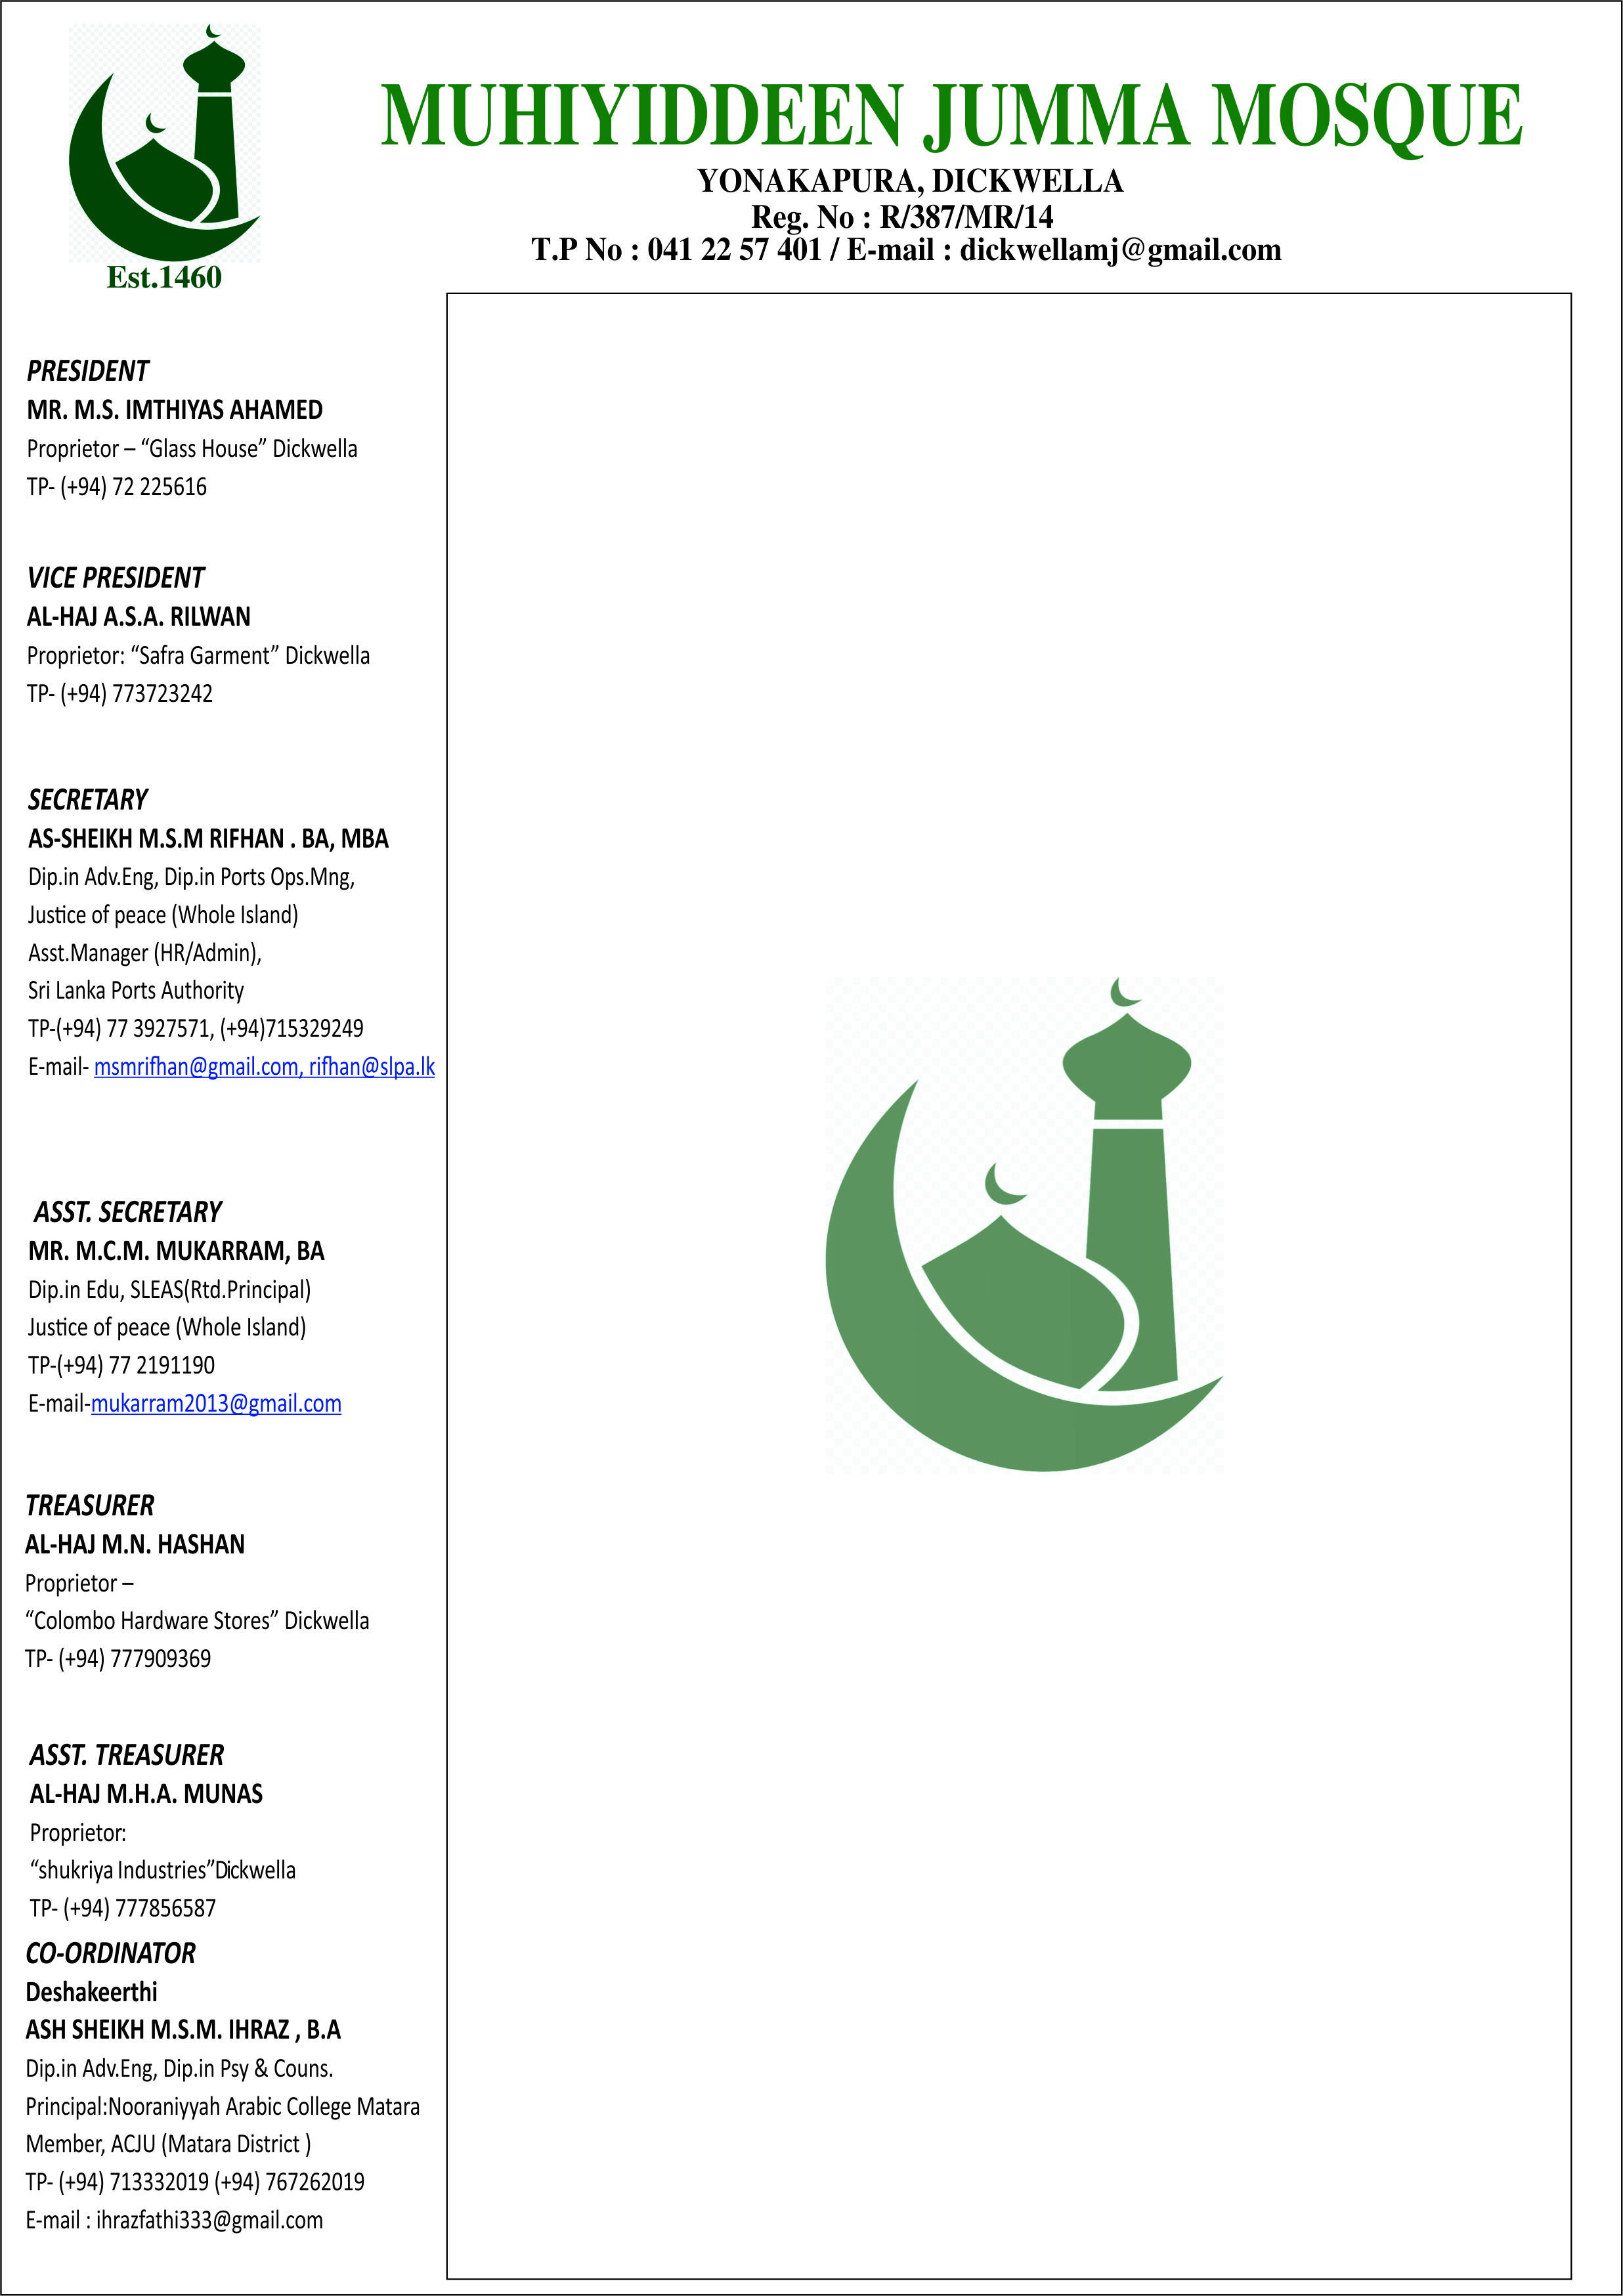 MUHIYIDDEEN JUMMA MOSQUE
YONAKAPURA, DICKWELLA
Reg. No : R/387/MR/14
T.P No : 041 22 57 401 / E-mail : dickwellamj@gmail.com
Est.1460
PRESIDENT
MR. M.S. IMTHIYAS AHAMED
Proprietor – “Glass House” Dickwella
TP- (+94) 72 225616
VICE PRESIDENT
AL-HAJ A.S.A. RILWAN
Proprietor: “Safra Garment” Dickwella
TP- (+94) 773723242
SECRETARY
AS-SHEIKH M.S.M RIFHAN . BA, MBA
Dip.in Adv.Eng, Dip.in Ports Ops.Mng,
Justice of peace (Whole Island)
Asst.Manager (HR/Admin),
Sri Lanka Ports Authority
TP-(+94) 77 3927571, (+94)715329249
E-mail- msmrifhan@gmail.com, rifhan@slpa.lk
ASST. SECRETARY
MR. M.C.M. MUKARRAM, BA
Dip.in Edu, SLEAS(Rtd.Principal)
Justice of peace (Whole Island)
TP-(+94) 77 2191190
E-mail-mukarram2013@gmail.com
TREASURER
AL-HAJ M.N. HASHAN
Proprietor –
“Colombo Hardware Stores” Dickwella
TP- (+94) 777909369
ASST. TREASURER
AL-HAJ M.H.A. MUNAS
Proprietor:
“shukriya Industries”Dickwella
TP- (+94) 777856587
CO-ORDINATOR
Deshakeerthi
ASH SHEIKH M.S.M. IHRAZ , B.A
Dip.in Adv.Eng, Dip.in Psy & Couns.
Principal:Nooraniyyah Arabic College Matara
Member, ACJU (Matara District )
TP- (+94) 713332019 (+94) 767262019
E-mail : ihrazfathi333@gmail.com